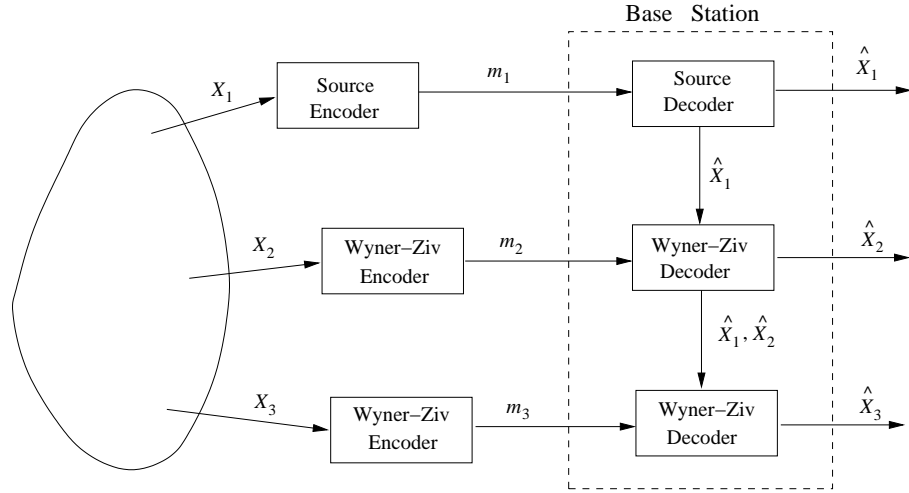 Base Station
X̂₁
X₁
m₁
Source
Encoder
Source
Decoder
X̂₁
X₂
m₂
X̂₂
Wyner–Ziv
Encoder
Wyner–Ziv
Decoder
X̂₁, X̂₂
X₃
m₃
X̂₃
Wyner–Ziv
Encoder
Wyner–Ziv
Decoder